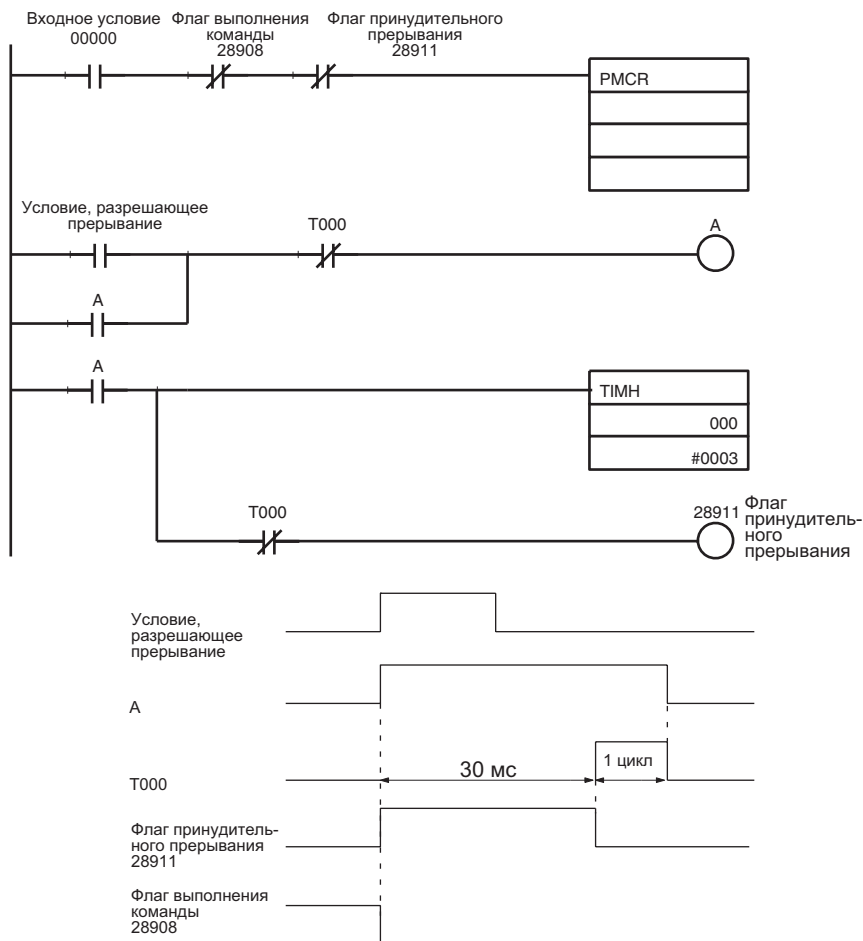 Входное условие
00000
Флаг выполнения
команды
28908
Флаг принудительного
прерывания
28911
PMCR
Условие, разрешающее
прерывание
T000
A
A
A
TIMH
000
#0003
T000
28911
Флаг
принудитель-
ного
прерывания
Условие,
разрешающее
прерывание
A
T000
30 мс
1 цикл
Флаг принудитель-
ного прерывания
28911
Флаг выполнения
команды
28908